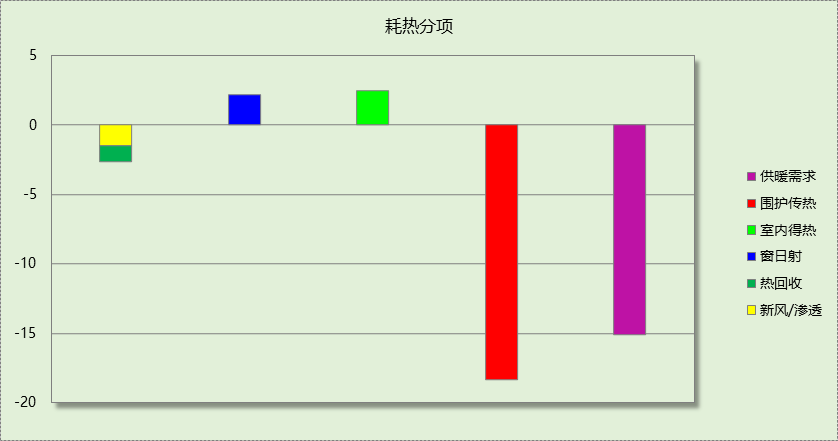 耗热分项
5
0
-5
-10
-15
-20
供暖需求
围护传热
室内得热
窗日射
热回收
新风/渗透